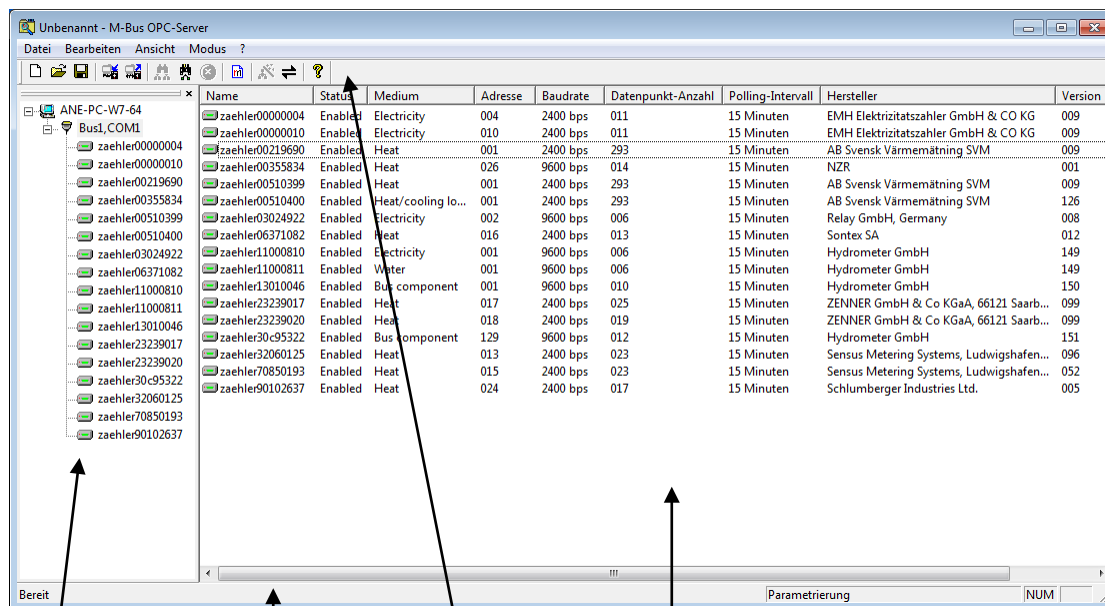 Unbenannt - M-Bus OPC-Server
Datei Bearbeiten Ansicht Modus ?
Name Status Medium Adresse Baudrate Datenpunkt-Anzahl Polling-Intervall Hersteller Version
ANE-PC-W7-64
Bus1,COM1
zaehler00000004
zaehler00000010
zaehler00219690
zaehler00355834
zaehler00510399
zaehler00510400
zaehler03024922
zaehler06371082
zaehler11000810
zaehler11000811
zaehler13010046
zaehler23239017
zaehler23239020
zaehler30c95322
zaehler32060125
zaehler70850193
zaehler90102637
zaehler00000004 Enabled Electricity 004 2400 bps 011 15 Minuten EMH Elektrizitatszahler GmbH & CO KG 009
zaehler00000010 Enabled Electricity 010 2400 bps 011 15 Minuten EMH Elektrizitatszahler GmbH & CO KG 009
zaehler00219690 Enabled Heat 001 2400 bps 293 15 Minuten AB Svensk Värmemätning SVM 009
zaehler00355834 Enabled Heat 026 9600 bps 014 15 Minuten NZR 001
zaehler00510399 Enabled Heat 001 2400 bps 293 15 Minuten AB Svensk Värmemätning SVM 009
zaehler00510400 Enabled Heat/cooling lo... 001 2400 bps 293 15 Minuten AB Svensk Värmemätning SVM 126
zaehler03024922 Enabled Electricity 002 9600 bps 006 15 Minuten Relay GmbH, Germany 008
zaehler06371082 Enabled Heat 016 2400 bps 013 15 Minuten Sontex SA 012
zaehler11000810 Enabled Electricity 001 9600 bps 006 15 Minuten Hydrometer GmbH 149
zaehler11000811 Enabled Water 001 9600 bps 006 15 Minuten Hydrometer GmbH 149
zaehler13010046 Enabled Bus component 001 9600 bps 010 15 Minuten Hydrometer GmbH 150
zaehler23239017 Enabled Heat 017 2400 bps 025 15 Minuten ZENNER GmbH & Co KGaA, 66121 Saarb... 099
zaehler23239020 Enabled Heat 018 2400 bps 019 15 Minuten ZENNER GmbH & Co KGaA, 66121 Saarb... 099
zaehler30c95322 Enabled Bus component 129 9600 bps 012 15 Minuten Hydrometer GmbH 151
zaehler32060125 Enabled Heat 013 2400 bps 023 15 Minuten Sensus Metering Systems, Ludwigshafen... 096
zaehler70850193 Enabled Heat 015 2400 bps 023 15 Minuten Sensus Metering Systems, Ludwigshafen... 052
zaehler90102637 Enabled Heat 024 2400 bps 017 15 Minuten Schlumberger Industries Ltd. 005
Bereit Parametrierung NUM